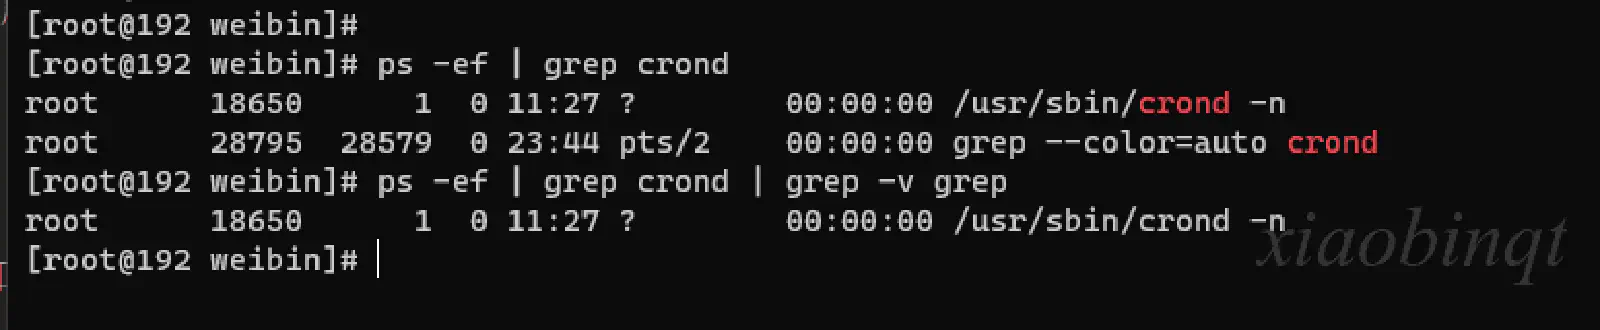 [root@192 weibin]#
[root@192 weibin]# ps -ef | grep crond
root      18650      1  0 11:27 ?        00:00:00 /usr/sbin/crond -n
root      28795  28579  0 23:44 pts/2    00:00:00 grep --color=auto crond
[root@192 weibin]# ps -ef | grep crond | grep -v grep
root      18650      1  0 11:27 ?        00:00:00 /usr/sbin/crond -n
xiaobinqt
[root@192 weibin]#